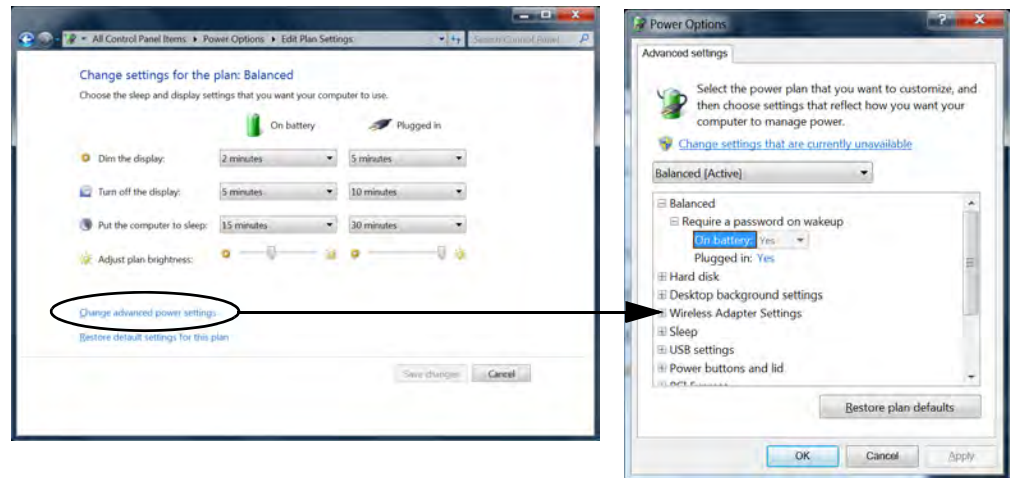 All Control Panel Items ▸ Power Options ▸ Edit Plan Settings
Search Control Panel
Change settings for the plan: Balanced
Choose the sleep and display settings that you want your computer to use.
On battery
Plugged in
Dim the display:
2 minutes
5 minutes
Turn off the display:
5 minutes
10 minutes
Put the computer to sleep:
15 minutes
30 minutes
Adjust plan brightness:
Change advanced power settings
Restore default settings for this plan
Save changes
Cancel
Power Options
Advanced settings
Select the power plan that you want to customize, and
then choose settings that reflect how you want your
computer to manage power.
Change settings that are currently unavailable
Balanced [Active]
Balanced
Require a password on wakeup
On battery: Yes
Plugged in: Yes
Hard disk
Desktop background settings
Wireless Adapter Settings
Sleep
USB settings
Power buttons and lid
PCI Express
Restore plan defaults
OK
Cancel
Apply